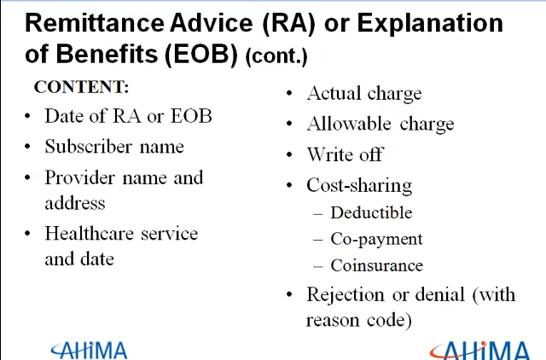 Remittance Advice (RA) or Explanation
of Benefits (EOB) (cont.)
CONTENT:
• Date of RA or EOB
• Subscriber name
• Provider name and
address
• Healthcare service
and date
• Actual charge
• Allowable charge
• Write off
• Cost-sharing
– Deductible
– Co-payment
– Coinsurance
• Rejection or denial (with
reason code)
AHIMA
AHIMA